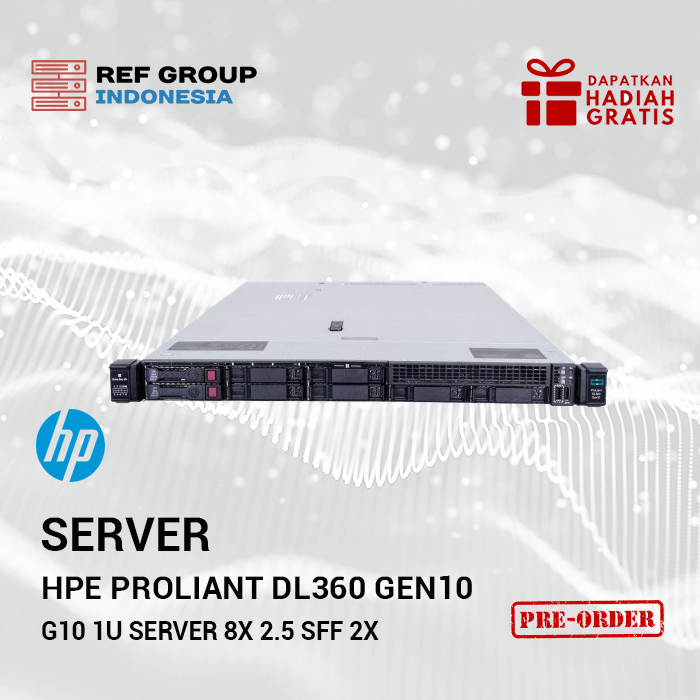 REF GROUP
INDONESIA
DAPATKAN
HADIAH
GRATIS
hp
SERVER
HPE PROLIANT DL360 GEN10
G10 1U SERVER 8X 2.5 SFF 2X
PRE-ORDER